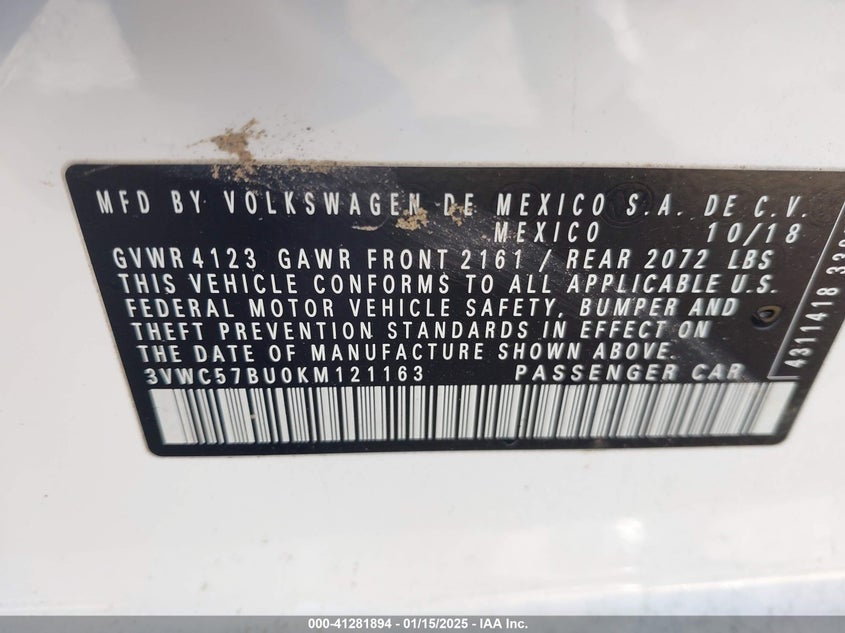 MFD BY VOLKSWAGEN DE MEXICO S.A. DE C.V.
MEXICO 10/18
GVWR 4123 GAWR FRONT 2161 / REAR 2072 LBS
THIS VEHICLE CONFORMS TO ALL APPLICABLE U.S.
FEDERAL MOTOR VEHICLE SAFETY, BUMPER AND
THEFT PREVENTION STANDARDS IN EFFECT ON
THE DATE OF MANUFACTURE SHOWN ABOVE.
3VWC57BU0KM121163 PASSENGER CAR
4311418
000-41281894 - 01/15/2025 - IAA Inc.